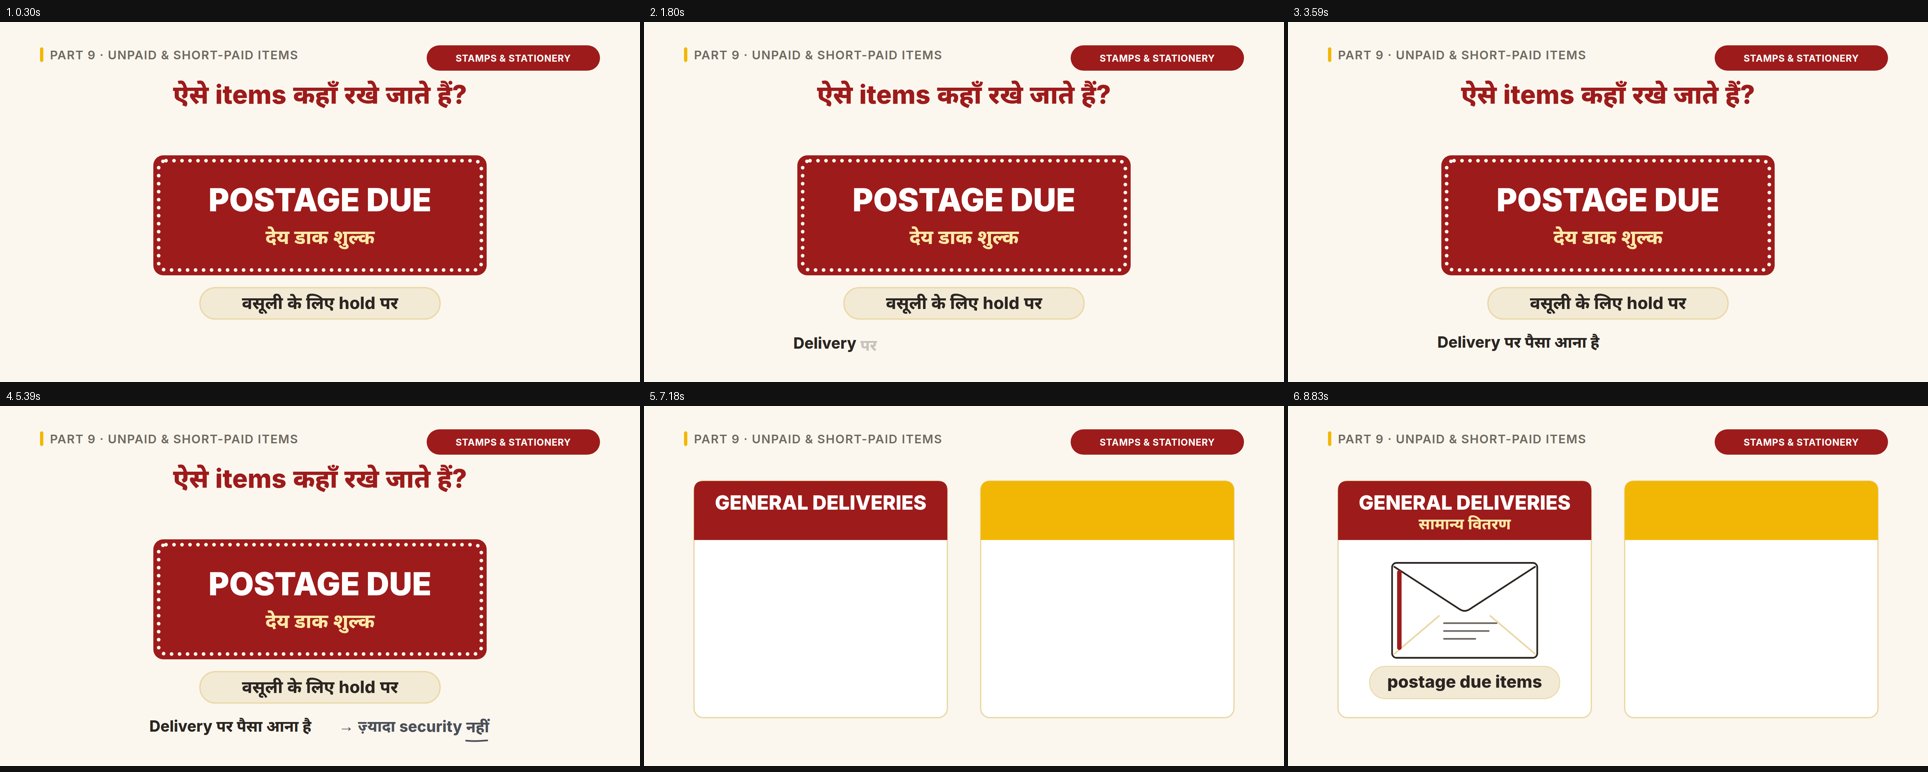 1. 0.30s
PART 9 · UNPAID & SHORT-PAID ITEMS
STAMPS & STATIONERY
ऐसे items कहाँ रखे जाते हैं?
POSTAGE DUE
देय डाक शुल्क
वसूली के लिए hold पर
2. 1.80s
PART 9 · UNPAID & SHORT-PAID ITEMS
STAMPS & STATIONERY
ऐसे items कहाँ रखे जाते हैं?
POSTAGE DUE
देय डाक शुल्क
वसूली के लिए hold पर
Delivery पर
3. 3.59s
PART 9 · UNPAID & SHORT-PAID ITEMS
STAMPS & STATIONERY
ऐसे items कहाँ रखे जाते हैं?
POSTAGE DUE
देय डाक शुल्क
वसूली के लिए hold पर
Delivery पर पैसा आना है
4. 5.39s
PART 9 · UNPAID & SHORT-PAID ITEMS
STAMPS & STATIONERY
ऐसे items कहाँ रखे जाते हैं?
POSTAGE DUE
देय डाक शुल्क
वसूली के लिए hold पर
Delivery पर पैसा आना है → ज़्यादा security नहीं
5. 7.18s
PART 9 · UNPAID & SHORT-PAID ITEMS
STAMPS & STATIONERY
GENERAL DELIVERIES
6. 8.83s
PART 9 · UNPAID & SHORT-PAID ITEMS
STAMPS & STATIONERY
GENERAL DELIVERIES
सामान्य वितरण
postage due items